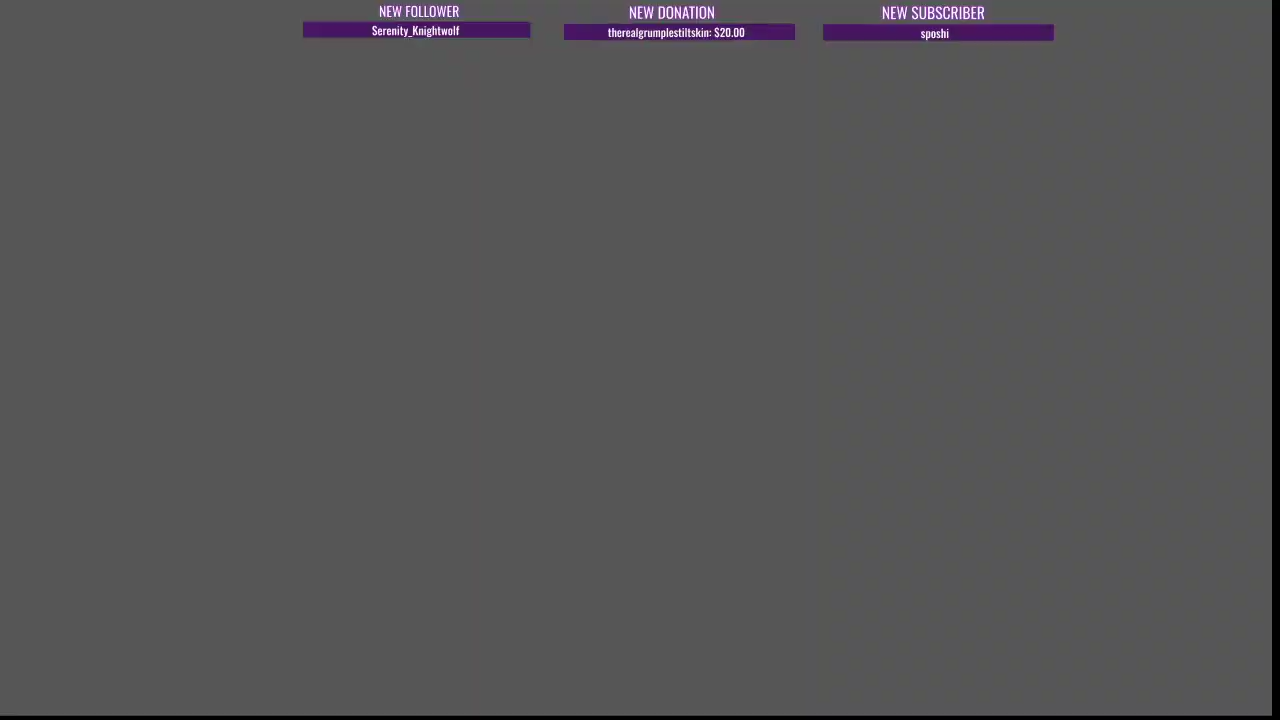 NEW FOLLOWER
Serenity_Knightwolf
NEW DONATION
therealgrumplestiltskin: $20.00
NEW SUBSCRIBER
sposhi